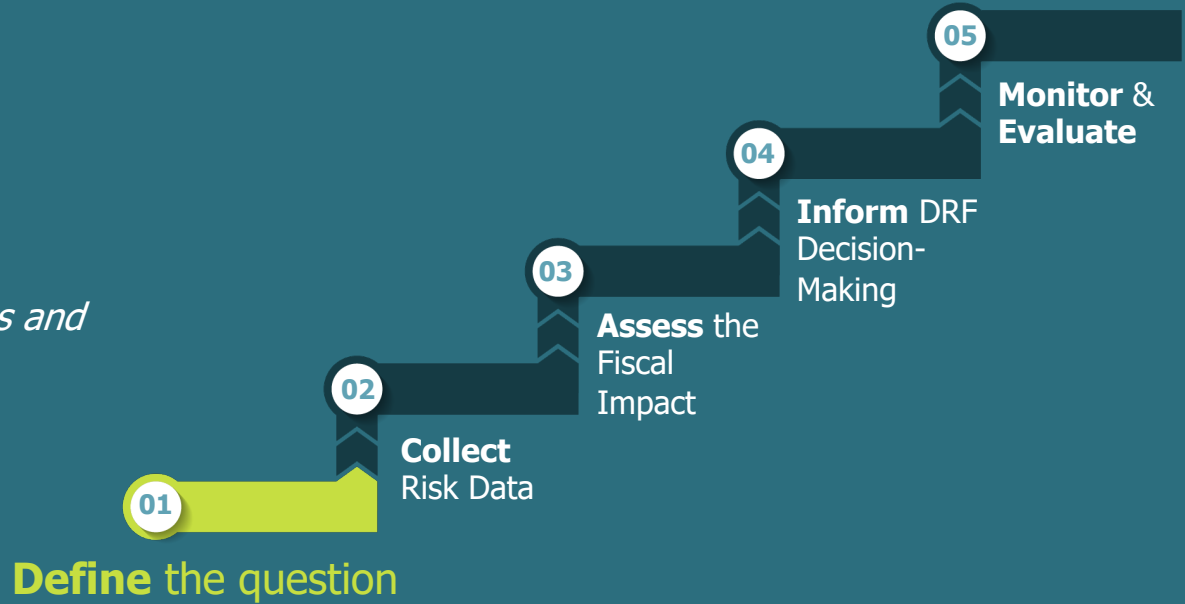 05
Monitor &
Evaluate
04
Inform DRF
Decision-
Making
s and
03
Assess the
Fiscal
Impact
02
Collect
Risk Data
01
Define the question